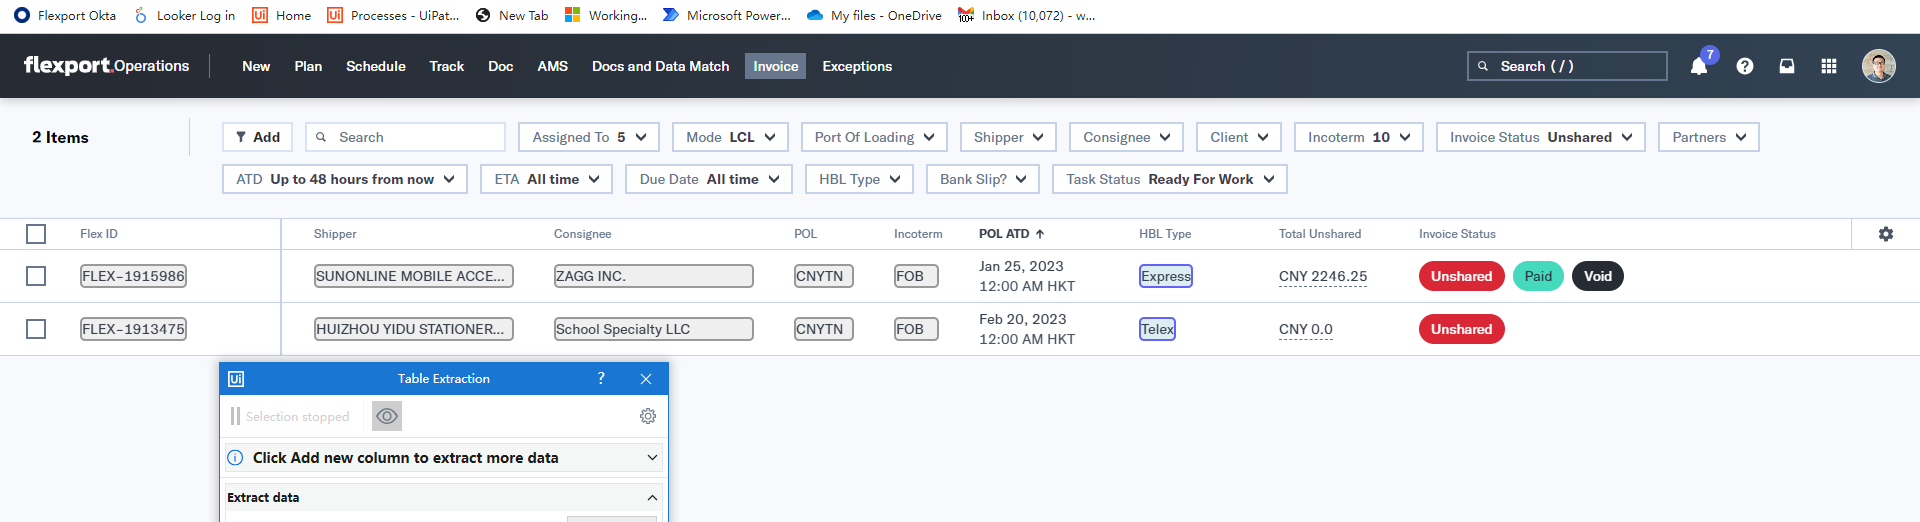 Flexport Okta Looker Log in Home Processes - UiPat... New Tab Working... Microsoft Power... My files - OneDrive Inbox (10,072) - w...
flexport. Operations New Plan Schedule Track Doc AMS Docs and Data Match Invoice Exceptions Search ( / ) 7
2 Items Add Search Assigned To 5 Mode LCL Port Of Loading Shipper Consignee Client Incoterm 10 Invoice Status Unshared Partners
ATD Up to 48 hours from now ETA All time Due Date All time HBL Type Bank Slip? Task Status Ready For Work
Flex ID Shipper Consignee POL Incoterm POL ATD ↑ HBL Type Total Unshared Invoice Status
FLEX-1915986 SUNONLINE MOBILE ACCE... ZAGG INC. CNYTN FOB Jan 25, 2023 Express CNY 2246.25 Unshared Paid Void
12:00 AM HKT
FLEX-1913475 HUIZHOU YIDU STATIONER... School Specialty LLC CNYTN FOB Feb 20, 2023 Telex CNY 0.0 Unshared
12:00 AM HKT
Ui Table Extraction ?
Selection stopped
Click Add new column to extract more data
Extract data